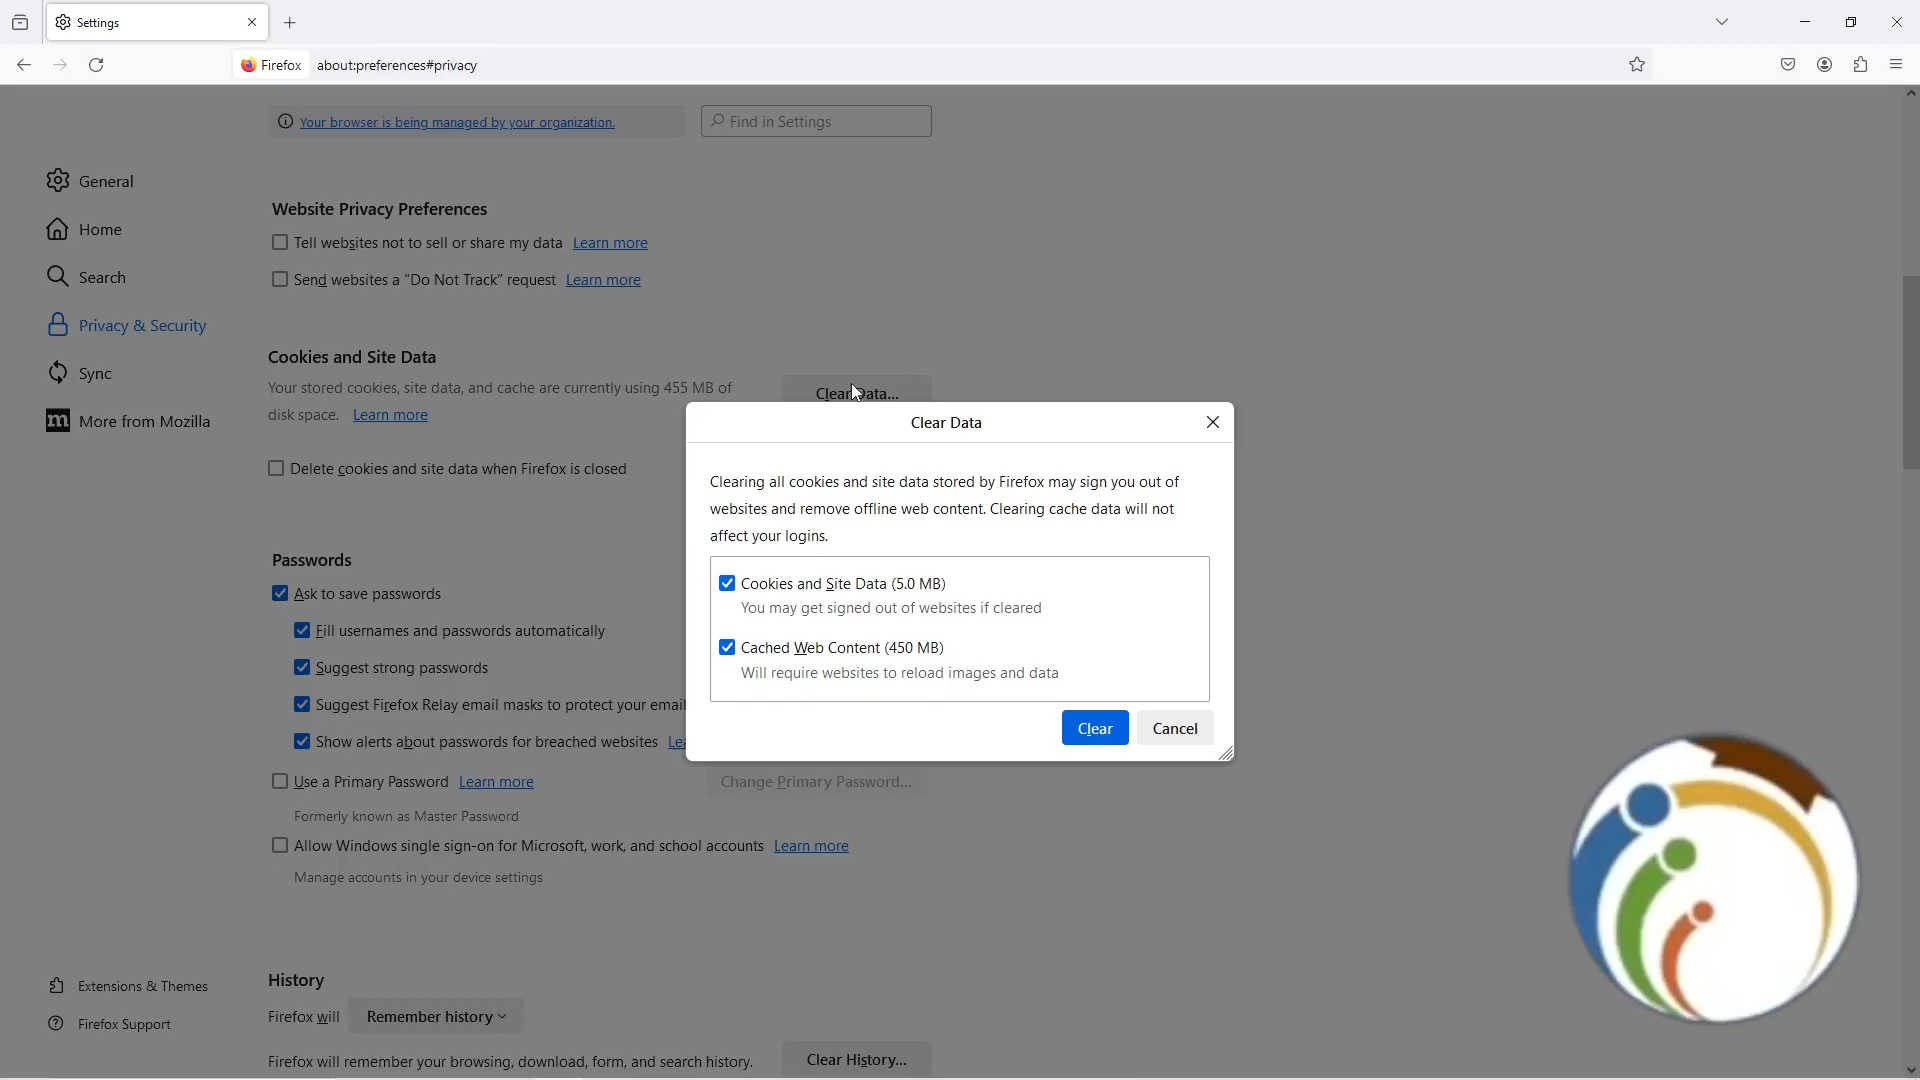 Settings
Firefox
about:preferences#privacy
Your browser is being managed by your organization.
Find in Settings
General
Home
Search
Privacy & Security
Sync
m More from Mozilla
Extensions & Themes
Firefox Support
Website Privacy Preferences
Tell websites not to sell or share my data Learn more
Send websites a “Do Not Track” request Learn more
Cookies and Site Data
Your stored cookies, site data, and cache are currently using 455 MB of
disk space. Learn more
Clear Data...
Delete cookies and site data when Firefox is closed
Clear Data
Clearing all cookies and site data stored by Firefox may sign you out of
websites and remove offline web content. Clearing cache data will not
affect your logins.
Cookies and Site Data (5.0 MB)
You may get signed out of websites if cleared
Cached Web Content (450 MB)
Will require websites to reload images and data
Clear
Cancel
Passwords
Ask to save passwords
Fill usernames and passwords automatically
Suggest strong passwords
Suggest Firefox Relay email masks to protect your email
Show alerts about passwords for breached websites
Use a Primary Password Learn more
Change Primary Password...
Formerly known as Master Password
Allow Windows single sign-on for Microsoft, work, and school accounts Learn more
Manage accounts in your device settings
History
Firefox will Remember history
Firefox will remember your browsing, download, form, and search history.
Clear History...